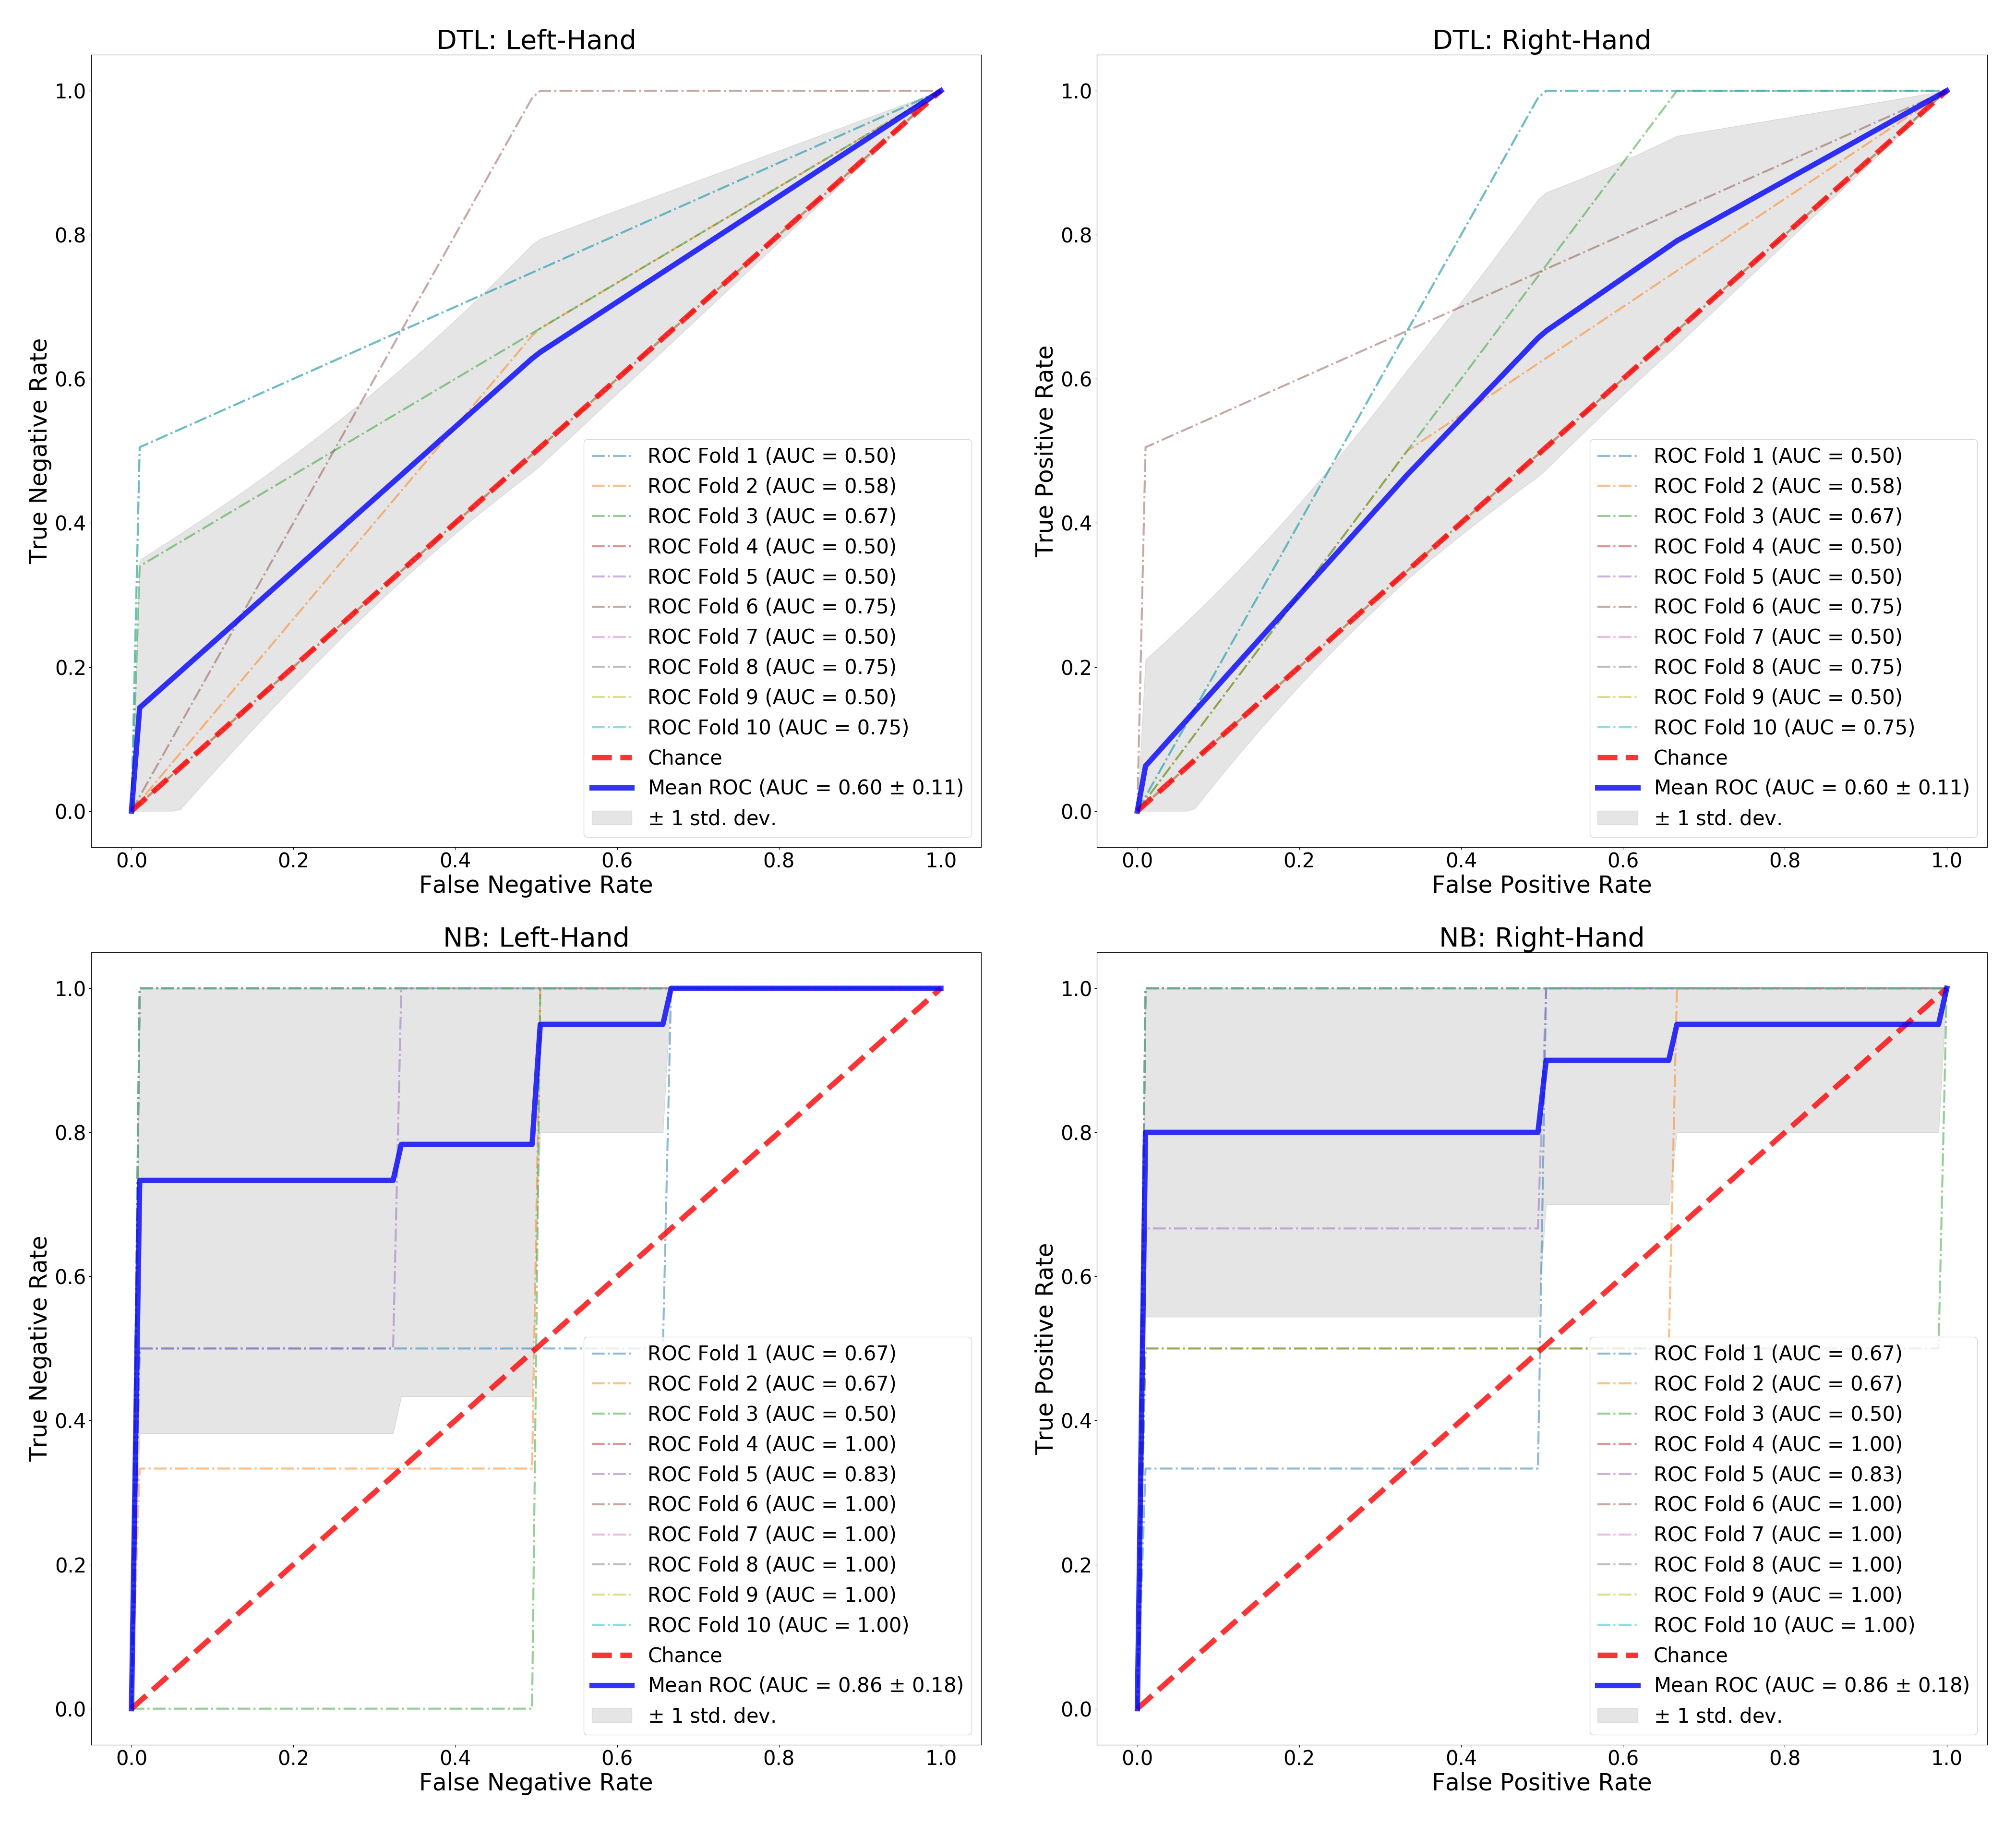 DTL: Left-Hand
True Negative Rate
1.0
0.8
0.6
0.4
0.2
0.0
ROC Fold 1 (AUC = 0.50)
ROC Fold 2 (AUC = 0.58)
ROC Fold 3 (AUC = 0.67)
ROC Fold 4 (AUC = 0.50)
ROC Fold 5 (AUC = 0.50)
ROC Fold 6 (AUC = 0.75)
ROC Fold 7 (AUC = 0.50)
ROC Fold 8 (AUC = 0.75)
ROC Fold 9 (AUC = 0.50)
ROC Fold 10 (AUC = 0.75)
Chance
Mean ROC (AUC = 0.60 ± 0.11)
± 1 std. dev.
0.0 0.2 0.4 0.6 0.8 1.0
False Negative Rate
DTL: Right-Hand
True Positive Rate
1.0
0.8
0.6
0.4
0.2
0.0
ROC Fold 1 (AUC = 0.50)
ROC Fold 2 (AUC = 0.58)
ROC Fold 3 (AUC = 0.67)
ROC Fold 4 (AUC = 0.50)
ROC Fold 5 (AUC = 0.50)
ROC Fold 6 (AUC = 0.75)
ROC Fold 7 (AUC = 0.50)
ROC Fold 8 (AUC = 0.75)
ROC Fold 9 (AUC = 0.50)
ROC Fold 10 (AUC = 0.75)
Chance
Mean ROC (AUC = 0.60 ± 0.11)
± 1 std. dev.
0.0 0.2 0.4 0.6 0.8 1.0
False Positive Rate
NB: Left-Hand
True Negative Rate
1.0
0.8
0.6
0.4
0.2
0.0
ROC Fold 1 (AUC = 0.67)
ROC Fold 2 (AUC = 0.67)
ROC Fold 3 (AUC = 0.50)
ROC Fold 4 (AUC = 1.00)
ROC Fold 5 (AUC = 0.83)
ROC Fold 6 (AUC = 1.00)
ROC Fold 7 (AUC = 1.00)
ROC Fold 8 (AUC = 1.00)
ROC Fold 9 (AUC = 1.00)
ROC Fold 10 (AUC = 1.00)
Chance
Mean ROC (AUC = 0.86 ± 0.18)
± 1 std. dev.
0.0 0.2 0.4 0.6 0.8 1.0
False Negative Rate
NB: Right-Hand
True Positive Rate
1.0
0.8
0.6
0.4
0.2
0.0
ROC Fold 1 (AUC = 0.67)
ROC Fold 2 (AUC = 0.67)
ROC Fold 3 (AUC = 0.50)
ROC Fold 4 (AUC = 1.00)
ROC Fold 5 (AUC = 0.83)
ROC Fold 6 (AUC = 1.00)
ROC Fold 7 (AUC = 1.00)
ROC Fold 8 (AUC = 1.00)
ROC Fold 9 (AUC = 1.00)
ROC Fold 10 (AUC = 1.00)
Chance
Mean ROC (AUC = 0.86 ± 0.18)
± 1 std. dev.
0.0 0.2 0.4 0.6 0.8 1.0
False Positive Rate